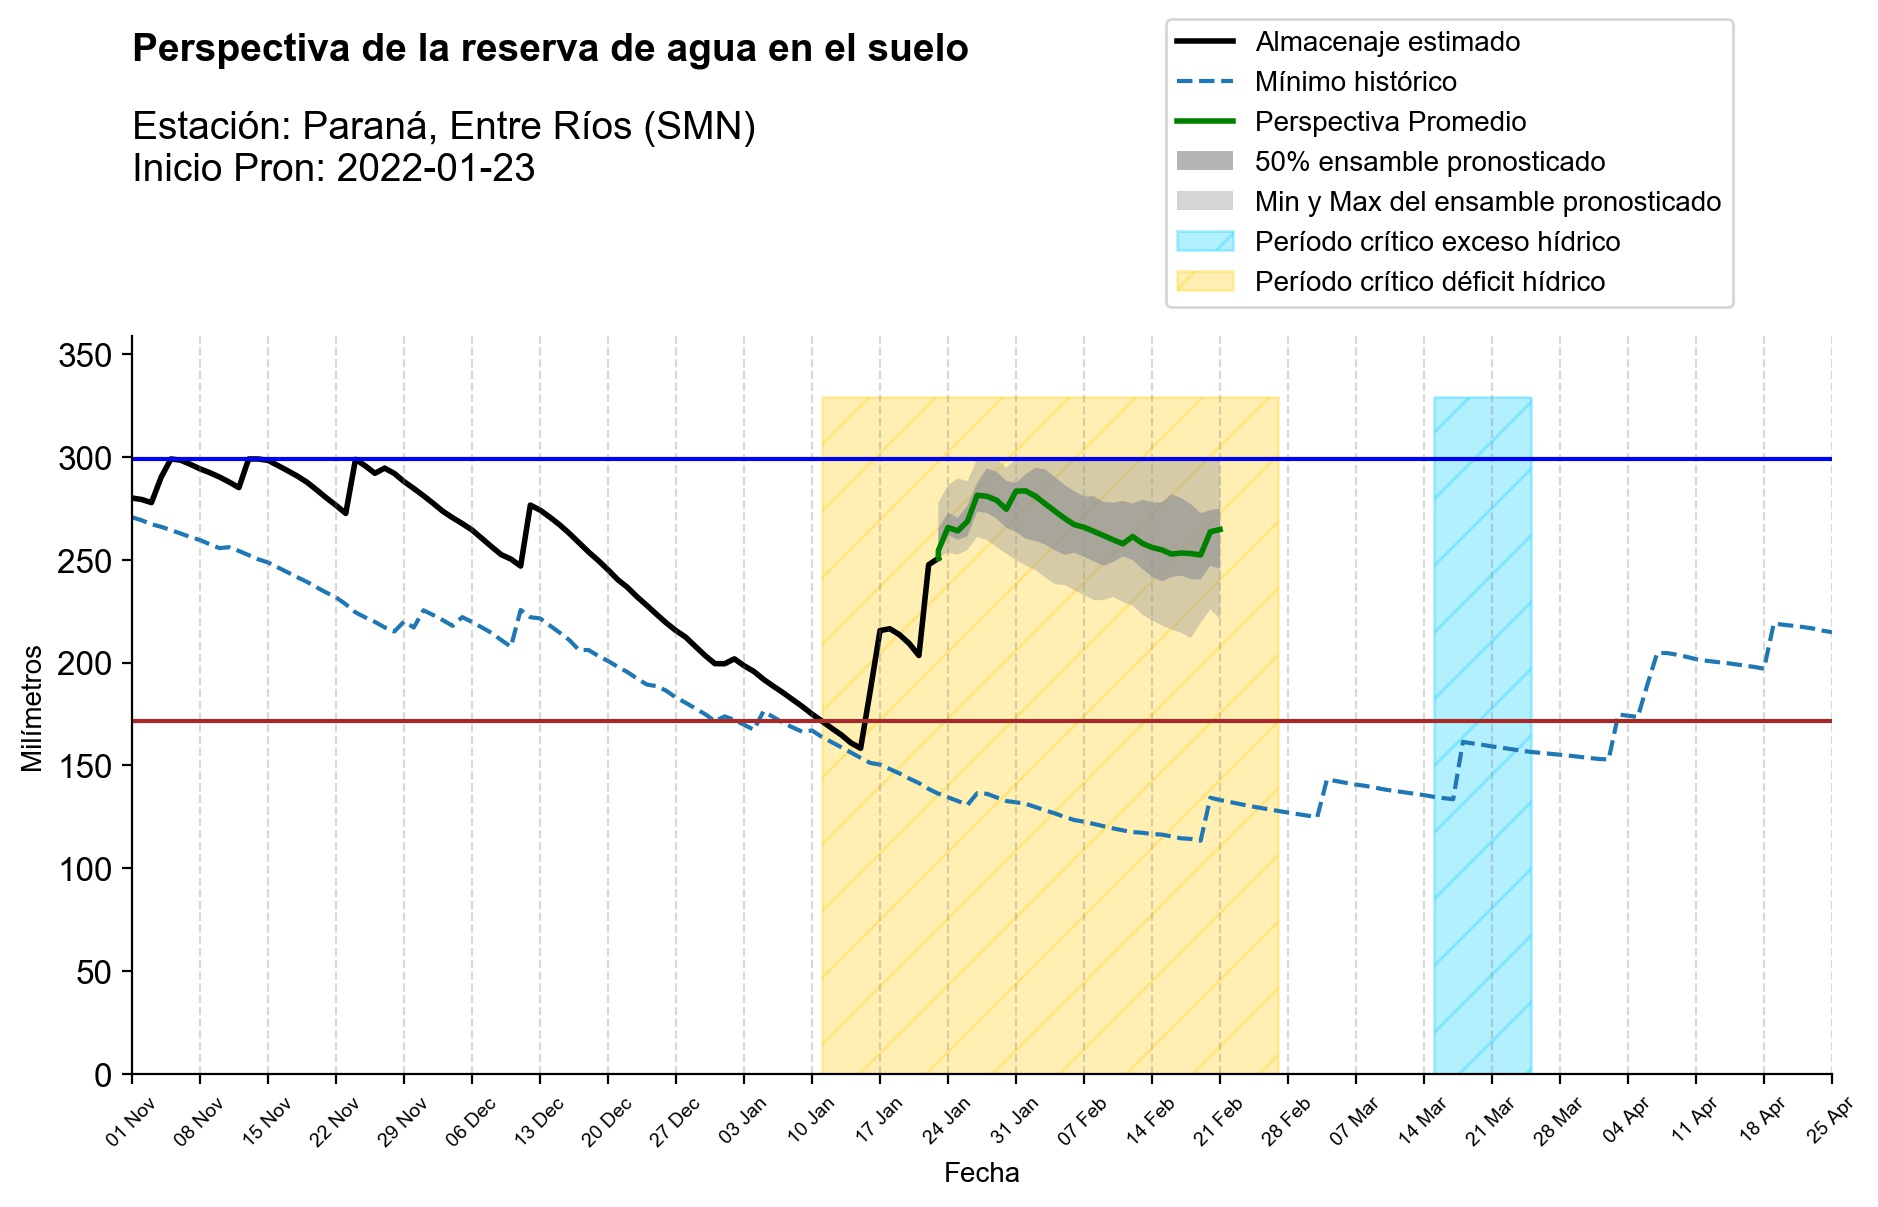 Perspectiva de la reserva de agua en el suelo
Estación: Paraná, Entre Ríos (SMN)
Inicio Pron: 2022-01-23
Almacenaje estimado
Mínimo histórico
Perspectiva Promedio
50% ensamble pronosticado
Min y Max del ensamble pronosticado
Período crítico exceso hídrico
Período crítico déficit hídrico
350
300
250
200
150
100
50
0
Milímetros
01 Nov
08 Nov
15 Nov
22 Nov
29 Nov
06 Dec
13 Dec
20 Dec
27 Dec
03 Jan
10 Jan
17 Jan
24 Jan
31 Jan
07 Feb
14 Feb
21 Feb
28 Feb
07 Mar
14 Mar
21 Mar
28 Mar
04 Apr
11 Apr
18 Apr
25 Apr
Fecha